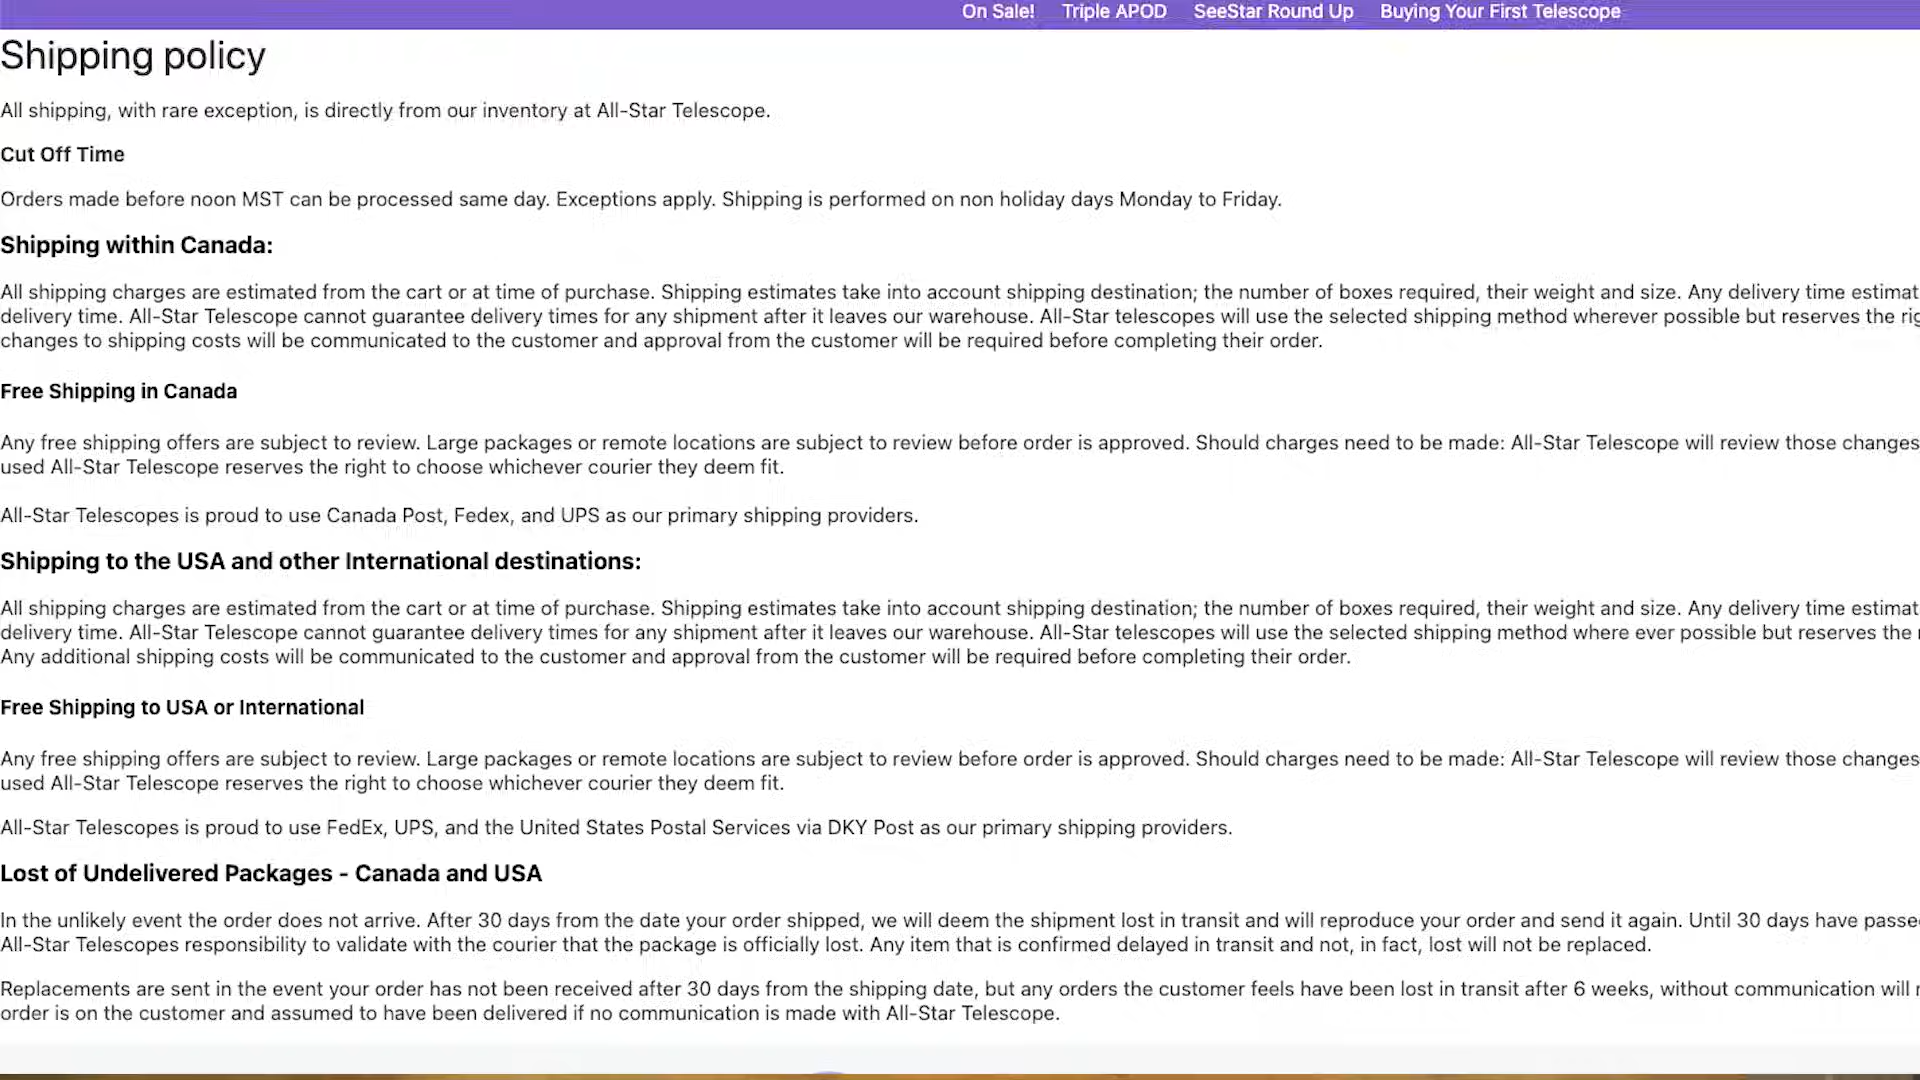 On Sale! Triple APOD SeeStar Round Up Buying Your First Telescope
Shipping policy
All shipping, with rare exception, is directly from our inventory at All-Star Telescope.
Cut Off Time
Orders made before noon MST can be processed same day. Exceptions apply. Shipping is performed on non holiday days Monday to Friday.
Shipping within Canada:
All shipping charges are estimated from the cart or at time of purchase. Shipping estimates take into account shipping destination; the number of boxes required, their weight and size. Any delivery time
delivery time. All-Star Telescope cannot guarantee delivery times for any shipment after it leaves our warehouse. All-Star telescopes will use the selected shipping method wherever possible but reserves the
changes to shipping costs will be communicated to the customer and approval from the customer will be required before completing their order.
Free Shipping in Canada
Any free shipping offers are subject to review. Large packages or remote locations are subject to review before order is approved. Should charges need to be made: All-Star Telescope will review those changes
used All-Star Telescope reserves the right to choose whichever courier they deem fit.
All-Star Telescopes is proud to use Canada Post, Fedex, and UPS as our primary shipping providers.
Shipping to the USA and other International destinations:
All shipping charges are estimated from the cart or at time of purchase. Shipping estimates take into account shipping destination; the number of boxes required, their weight and size. Any delivery time
delivery time. All-Star Telescope cannot guarantee delivery times for any shipment after it leaves our warehouse. All-Star telescopes will use the selected shipping method where ever possible but reserves the
Any additional shipping costs will be communicated to the customer and approval from the customer will be required before completing their order.
Free Shipping to USA or International
Any free shipping offers are subject to review. Large packages or remote locations are subject to review before order is approved. Should charges need to be made: All-Star Telescope will review those changes
used All-Star Telescope reserves the right to choose whichever courier they deem fit.
All-Star Telescopes is proud to use FedEx, UPS, and the United States Postal Services via DKY Post as our primary shipping providers.
Lost of Undelivered Packages - Canada and USA
In the unlikely event the order does not arrive. After 30 days from the date your order shipped, we will deem the shipment lost in transit and will reproduce your order and send it again. Until 30 days have
All-Star Telescopes responsibility to validate with the courier that the package is officially lost. Any item that is confirmed delayed in transit and not, in fact, lost will not be replaced.
Replacements are sent in the event your order has not been received after 30 days from the shipping date, but any orders the customer feels have been lost in transit after 6 weeks, without communication will
order is on the customer and assumed to have been delivered if no communication is made with All-Star Telescope.